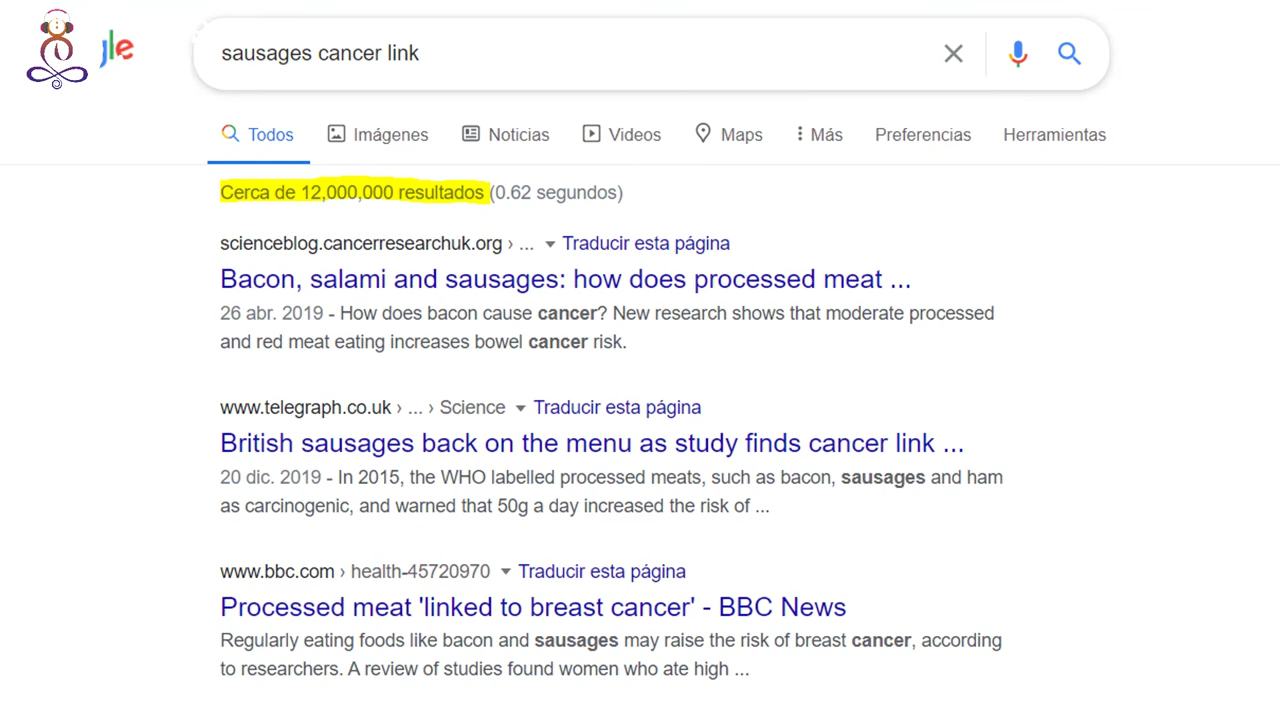 gle
sausages cancer link
Todos Imágenes Noticias Videos Maps Más Preferencias Herramientas
Cerca de 12,000,000 resultados (0.62 segundos)
scienceblog.cancerresearchuk.org › ... Traducir esta página
Bacon, salami and sausages: how does processed meat ...
26 abr. 2019 - How does bacon cause cancer? New research shows that moderate processed
and red meat eating increases bowel cancer risk.
www.telegraph.co.uk › ... › Science Traducir esta página
British sausages back on the menu as study finds cancer link ...
20 dic. 2019 - In 2015, the WHO labelled processed meats, such as bacon, sausages and ham
as carcinogenic, and warned that 50g a day increased the risk of ...
www.bbc.com › health-45720970 Traducir esta página
Processed meat 'linked to breast cancer' - BBC News
Regularly eating foods like bacon and sausages may raise the risk of breast cancer, according
to researchers. A review of studies found women who ate high ...